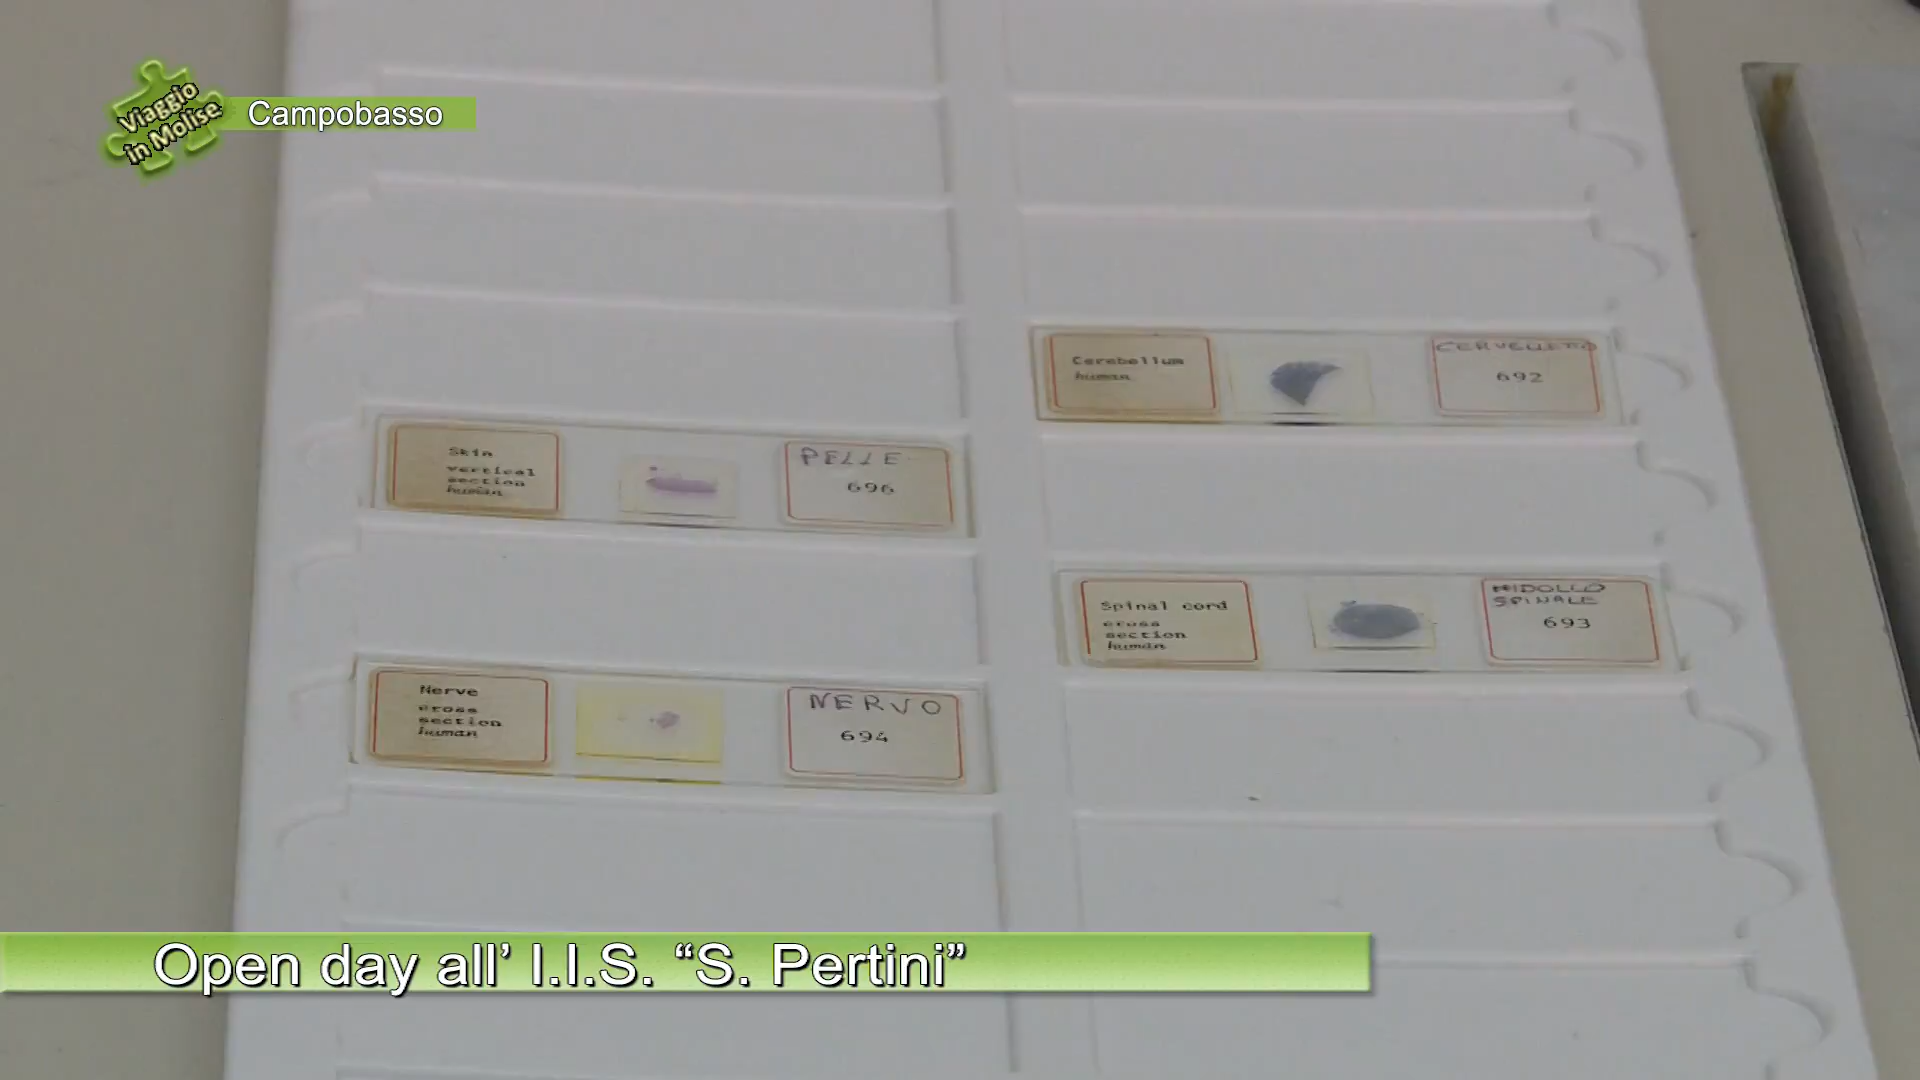 Viaggio
in Molise
Campobasso
Cerebellum
human
CERVELLETTO
692
Skin
vertical
section
human
PELLE
696
Spinal cord
cross
section
human
MIDOLLO
SPINALE
693
Nerve
cross
section
human
NERVO
694
Open day all’ I.I.S. “S. Pertini”